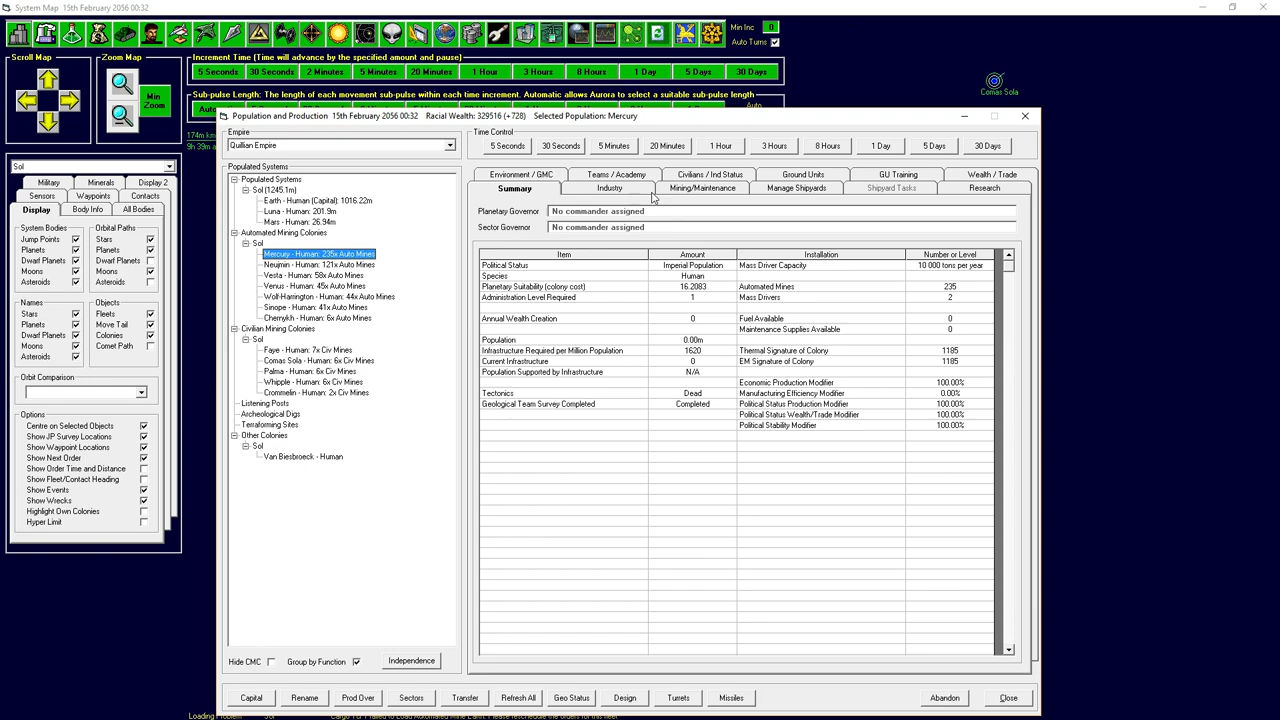 System Map   15th February 2056 00:32
Min Inc
0
Auto Turns
Scroll Map
Zoom Map
Min
Zoom
Increment Time (Time will advance by the specified amount and pause)
5 Seconds
30 Seconds
2 Minutes
5 Minutes
20 Minutes
1 Hour
3 Hours
8 Hours
1 Day
5 Days
30 Days
Sub-pulse Length: The length of each movement sub-pulse within each time increment. Automatic allows Aurora to select a suitable sub-pulse length
Comas Sola
Sol
Military
Minerals
Display 2
Sensors
Waypoints
Contacts
Display
Body Info
All Bodies
System Bodies
Jump Points
Planets
Dwarf Planets
Moons
Asteroids
Orbital Paths
Stars
Planets
Dwarf Planets
Moons
Asteroids
Names
Stars
Planets
Dwarf Planets
Moons
Asteroids
Objects
Fleets
Move Tail
Colonies
Comet Path
Orbit Comparison
Options
Centre on Selected Objects
Show JP Survey Locations
Show Waypoint Locations
Show Next Order
Show Order Time and Distance
Show Fleet/Contact Heading
Show Events
Show Wrecks
Highlight Own Colonies
Hyper Limit
Population and Production   15th February 2056 00:32   Racial Wealth: 329516 (+728)   Selected Population: Mercury
Empire
Quillian Empire
Time Control
5 Seconds
30 Seconds
5 Minutes
20 Minutes
1 Hour
3 Hours
8 Hours
1 Day
5 Days
30 Days
Populated Systems
Populated Systems
Sol (1245.1m)
Earth - Human (Capital): 1016.22m
Luna - Human: 201.9m
Mars - Human: 26.94m
Automated Mining Colonies
Sol
Mercury - Human: 235x Auto Mines
Neujmin - Human: 121x Auto Mines
Vesta - Human: 58x Auto Mines
Venus - Human: 45x Auto Mines
Wolf-Harrington - Human: 44x Auto Mines
Sinope - Human: 41x Auto Mines
Chernykh - Human: 6x Auto Mines
Civilian Mining Colonies
Sol
Faye - Human: 7x Civ Mines
Comas Sola - Human: 6x Civ Mines
Palma - Human: 6x Civ Mines
Whipple - Human: 6x Civ Mines
Crommelin - Human: 2x Civ Mines
Listening Posts
Archeological Digs
Terraforming Sites
Other Colonies
Sol
Van Biesbroeck - Human
Hide CMC
Group by Function
Independence
Environment / GMC
Teams / Academy
Civilians / Ind Status
Ground Units
GU Training
Wealth / Trade
Summary
Industry
Mining/Maintenance
Manage Shipyards
Shipyard Tasks
Research
Planetary Governor
No commander assigned
Sector Governor
No commander assigned
Item   Amount   Installation   Number or Level
Political Status   Imperial Population   Mass Driver Capacity   10 000 tons per year
Species   Human
Planetary Suitability (colony cost)   16.2083   Automated Mines   235
Administration Level Required   1   Mass Drivers   2
Annual Wealth Creation   0   Fuel Available   0
Maintenance Supplies Available   0
Population   0.00m
Infrastructure Required per Million Population   1620   Thermal Signature of Colony   1185
Current Infrastructure   0   EM Signature of Colony   1185
Population Supported by Infrastructure   N/A
Economic Production Modifier   100.00%
Tectonics   Dead   Manufacturing Efficiency Modifier   0.00%
Geological Team Survey Completed   Completed   Political Status Production Modifier   100.00%
Political Status Wealth/Trade Modifier   100.00%
Political Stability Modifier   100.00%
Capital
Rename
Prod Over
Sectors
Transfer
Refresh All
Geo Status
Design
Turrets
Missiles
Abandon
Close